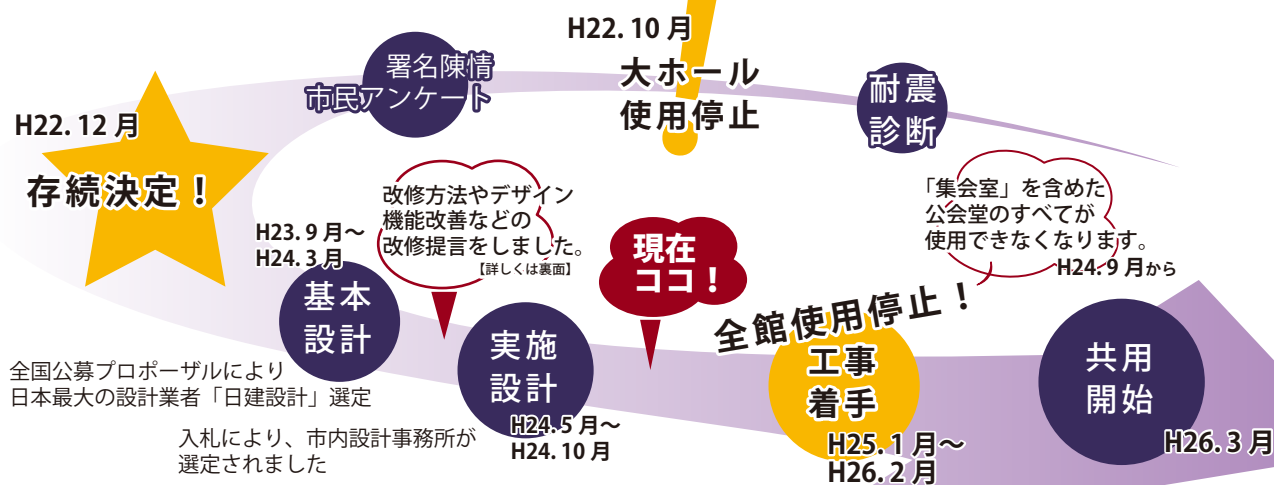 耐震
診断
H22. 10 月
大ホール
使用停止
署名陳情
市民アンケート
H22. 12 月
存続決定！
H23. 9 月～
H24. 3 月
基本
設計
全国公募プロポーザルにより
日本最大の設計業者「日建設計」選定
改修方法やデザイン
機能改善などの
改修提言をしました。
【詳しくは裏面】
実施
設計
H24. 5 月～
H24. 10 月
入札により、市内設計事務所が
選定されました
現在
ココ！
「集会室」を含めた
公会堂のすべてが
使用できなくなります。
H24. 9 月から
全館使用停止！
工事
着手
H25. 1 月～
H26. 2 月
共用
開始
H26. 3 月